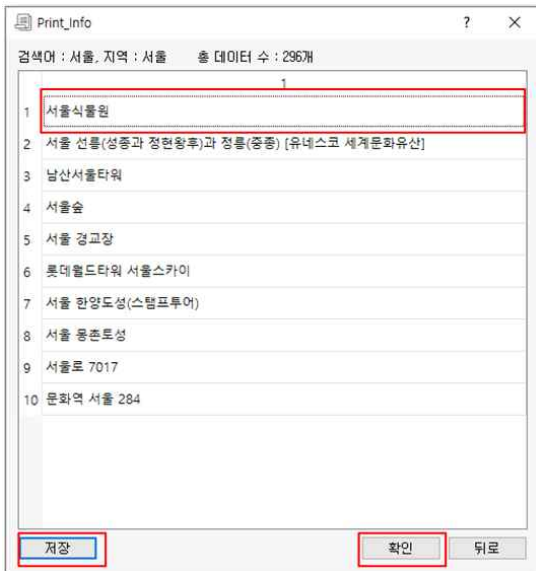 Print_Info
검색어 : 서울, 지역 : 서울 총 데이터 수 : 296개
1
1 서울식물원
2 서울 선릉(성종과 정현왕후)과 정릉(중종) [유네스코 세계문화유산]
3 남산서울타워
4 서울숲
5 서울 경교장
6 롯데월드타워 서울스카이
7 서울 한양도성(스탬프투어)
8 서울 몽촌토성
9 서울로 7017
10 문화역 서울 284
저장 확인 뒤로